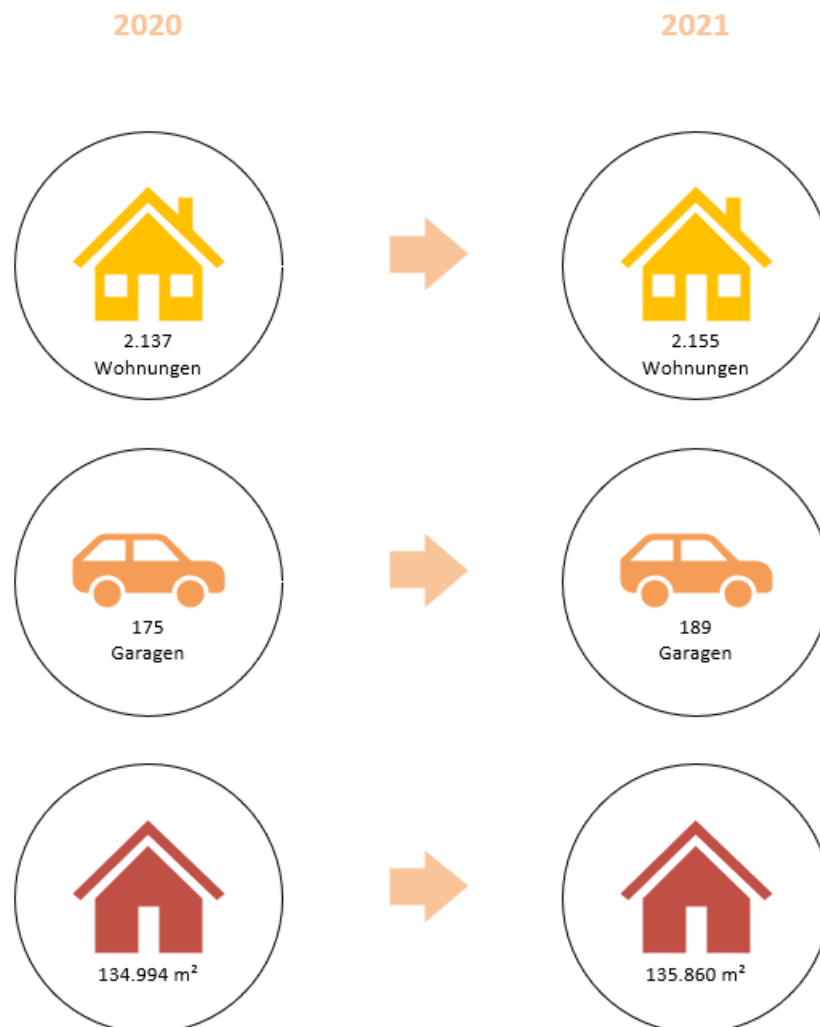 2020
2021
2.137
Wohnungen
2.155
Wohnungen
175
Garagen
189
Garagen
134.994 m²
135.860 m²